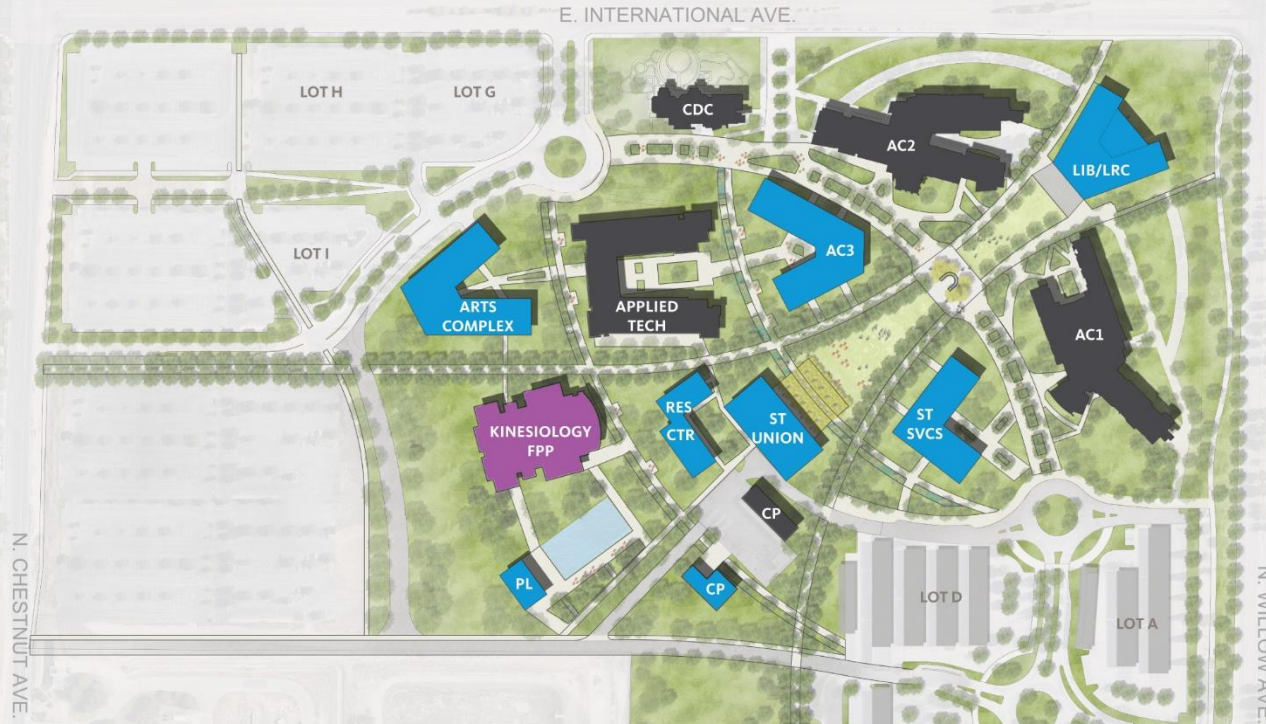 E. INTERNATIONAL AVE.
LOT H
LOT G
CDC
AC2
LIB/LRC
LOT I
AC3
ARTS
COMPLEX
APPLIED
TECH
AC1
RES
CTR
ST
UNION
ST
SVCS
KINESIOLOGY
FPP
CP
PL
CP
LOT D
LOT A
N. CHESTNUT AVE.
N. WILLOW AVE.